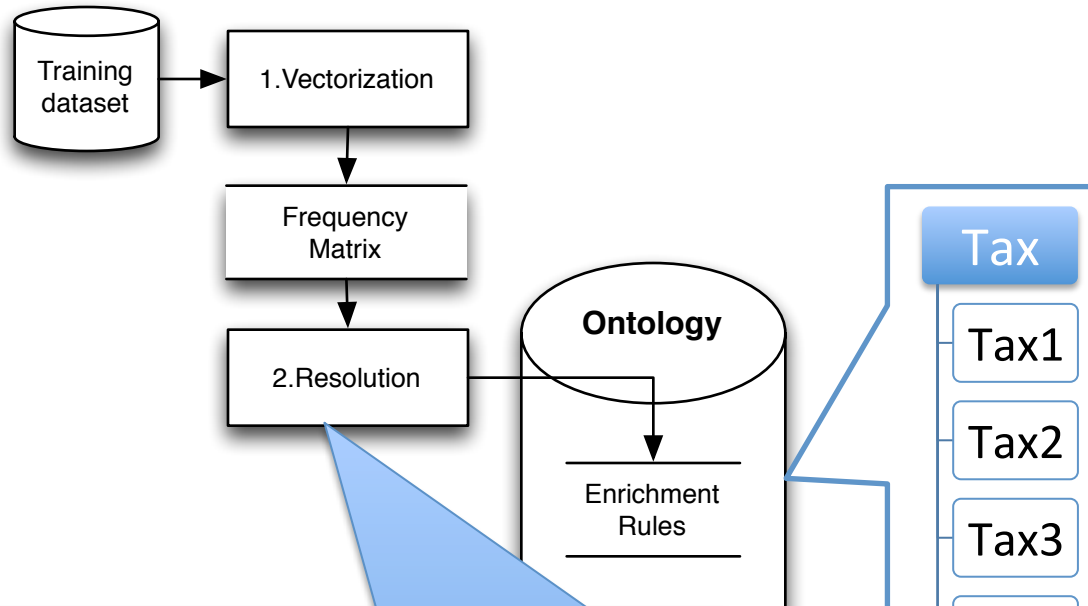 Training
dataset
1.Vectorization
Frequency
Matrix
2.Resolution
Ontology
Enrichment
Rules
Tax
Tax1
Tax2
Tax3